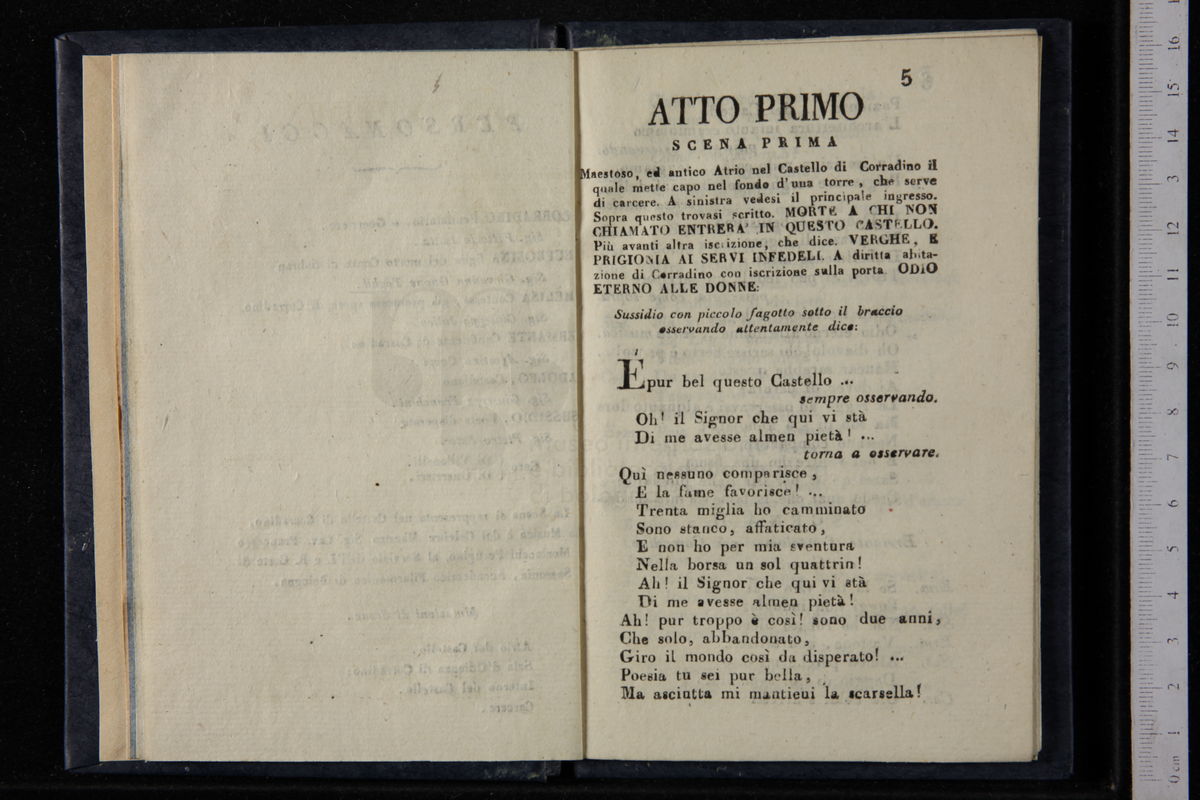 5
ATTO PRIMO
SCENA PRIMA
Maestoso, ed antico Atrio nel Castello di Corradino il
quale mette capo nel fondo d'una torre, che serve
di carcere. A sinistra vedesi il principale ingresso.
Sopra questo trovasi scritto. MORTE A CHI NON
CHIAMATO ENTRERA' IN QUESTO CASTELLO.
Più avanti altra iscrizione, che dice. VERGHE, E
PRIGIONIA AI SERVI INFEDELI. A diritta abita-
zione di Corradino con iscrizione sulla porta ODIO
ETERNO ALLE DONNE:
Sussidio con piccolo fagotto sotto il braccio
osservando attentamente dice:
E'pur bel questo Castello ...
sempre osservando.
Oh! il Signor che qui vi stà
Di me avesse almen pietà! ...
torna a osservare.
Quì nessuno comparisce,
E la fame favorisce! ...
Trenta miglia ho camminato
Sono stanco, affaticato,
E non ho per mia sventura
Nella borsa un sol quattrin!
Ah! il Signor che qui vi stà
Di me avesse almen pietà!
Ah! pur troppo è così! sono due anni,
Che solo, abbandonato,
Giro il mondo così da disperato! ...
Poesia tu sei pur bella,
Ma asciutta mi mantieni la scarsella!